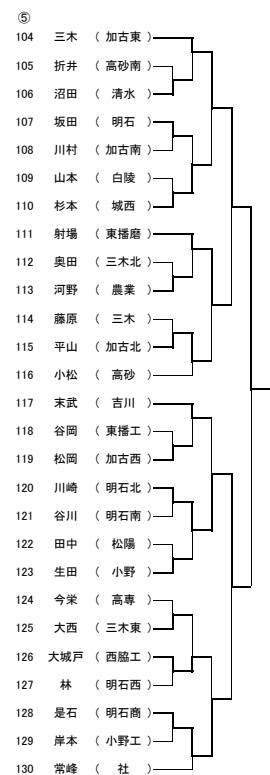 ⑤
104 三木 ( 加古東 )
105 折井 ( 高砂南 )
106 沼田 ( 清水 )
107 坂田 ( 明石 )
108 川村 ( 加古南 )
109 山本 ( 白陵 )
110 杉本 ( 城西 )
111 射場 ( 東播磨 )
112 奥田 ( 三木北 )
113 河野 ( 農業 )
114 藤原 ( 三木 )
115 平山 ( 加古北 )
116 小松 ( 高砂 )
117 末武 ( 吉川 )
118 谷岡 ( 東播工 )
119 松岡 ( 加古西 )
120 川崎 ( 明石北 )
121 谷川 ( 明石南 )
122 田中 ( 松陽 )
123 生田 ( 小野 )
124 今栄 ( 高専 )
125 大西 ( 三木東 )
126 大城戸 ( 西脇工 )
127 林 ( 明石西 )
128 是石 ( 明石商 )
129 岸本 ( 小野工 )
130 常峰 ( 社 )